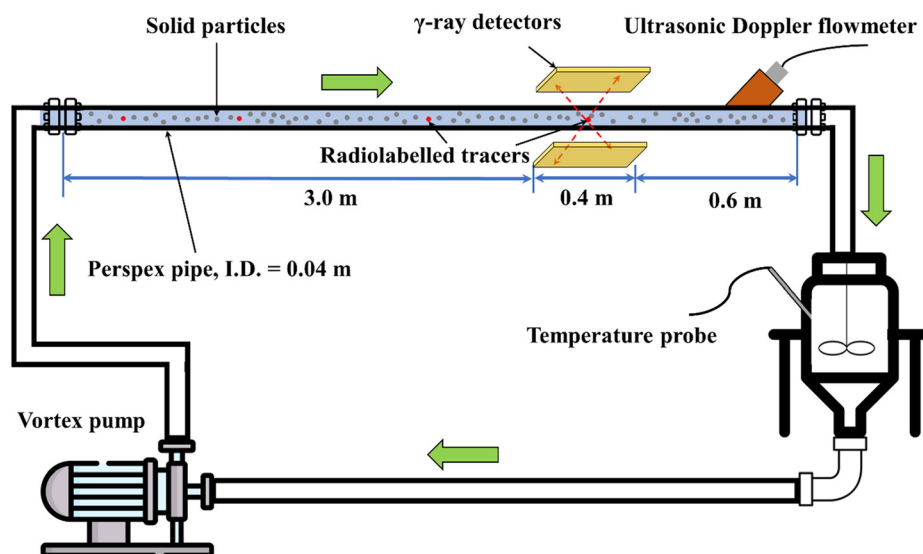 Solid particles
γ-ray detectors
Ultrasonic Doppler flowmeter
Radiolabelled tracers
3.0 m
0.4 m
0.6 m
Perspex pipe, I.D. = 0.04 m
Temperature probe
Vortex pump